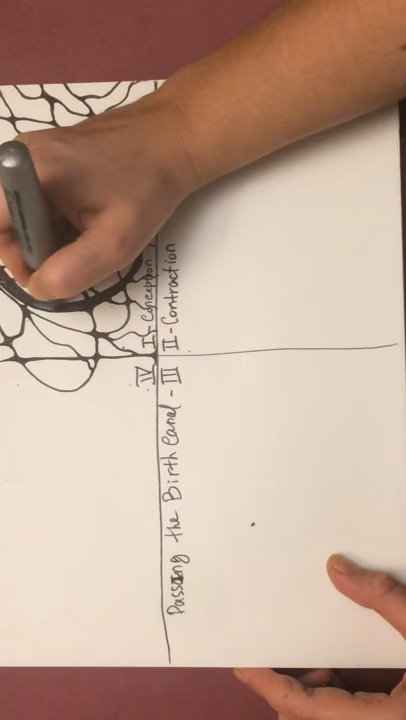 I - Conception
II - Contraction
IV
Passing the Birth Canal - III